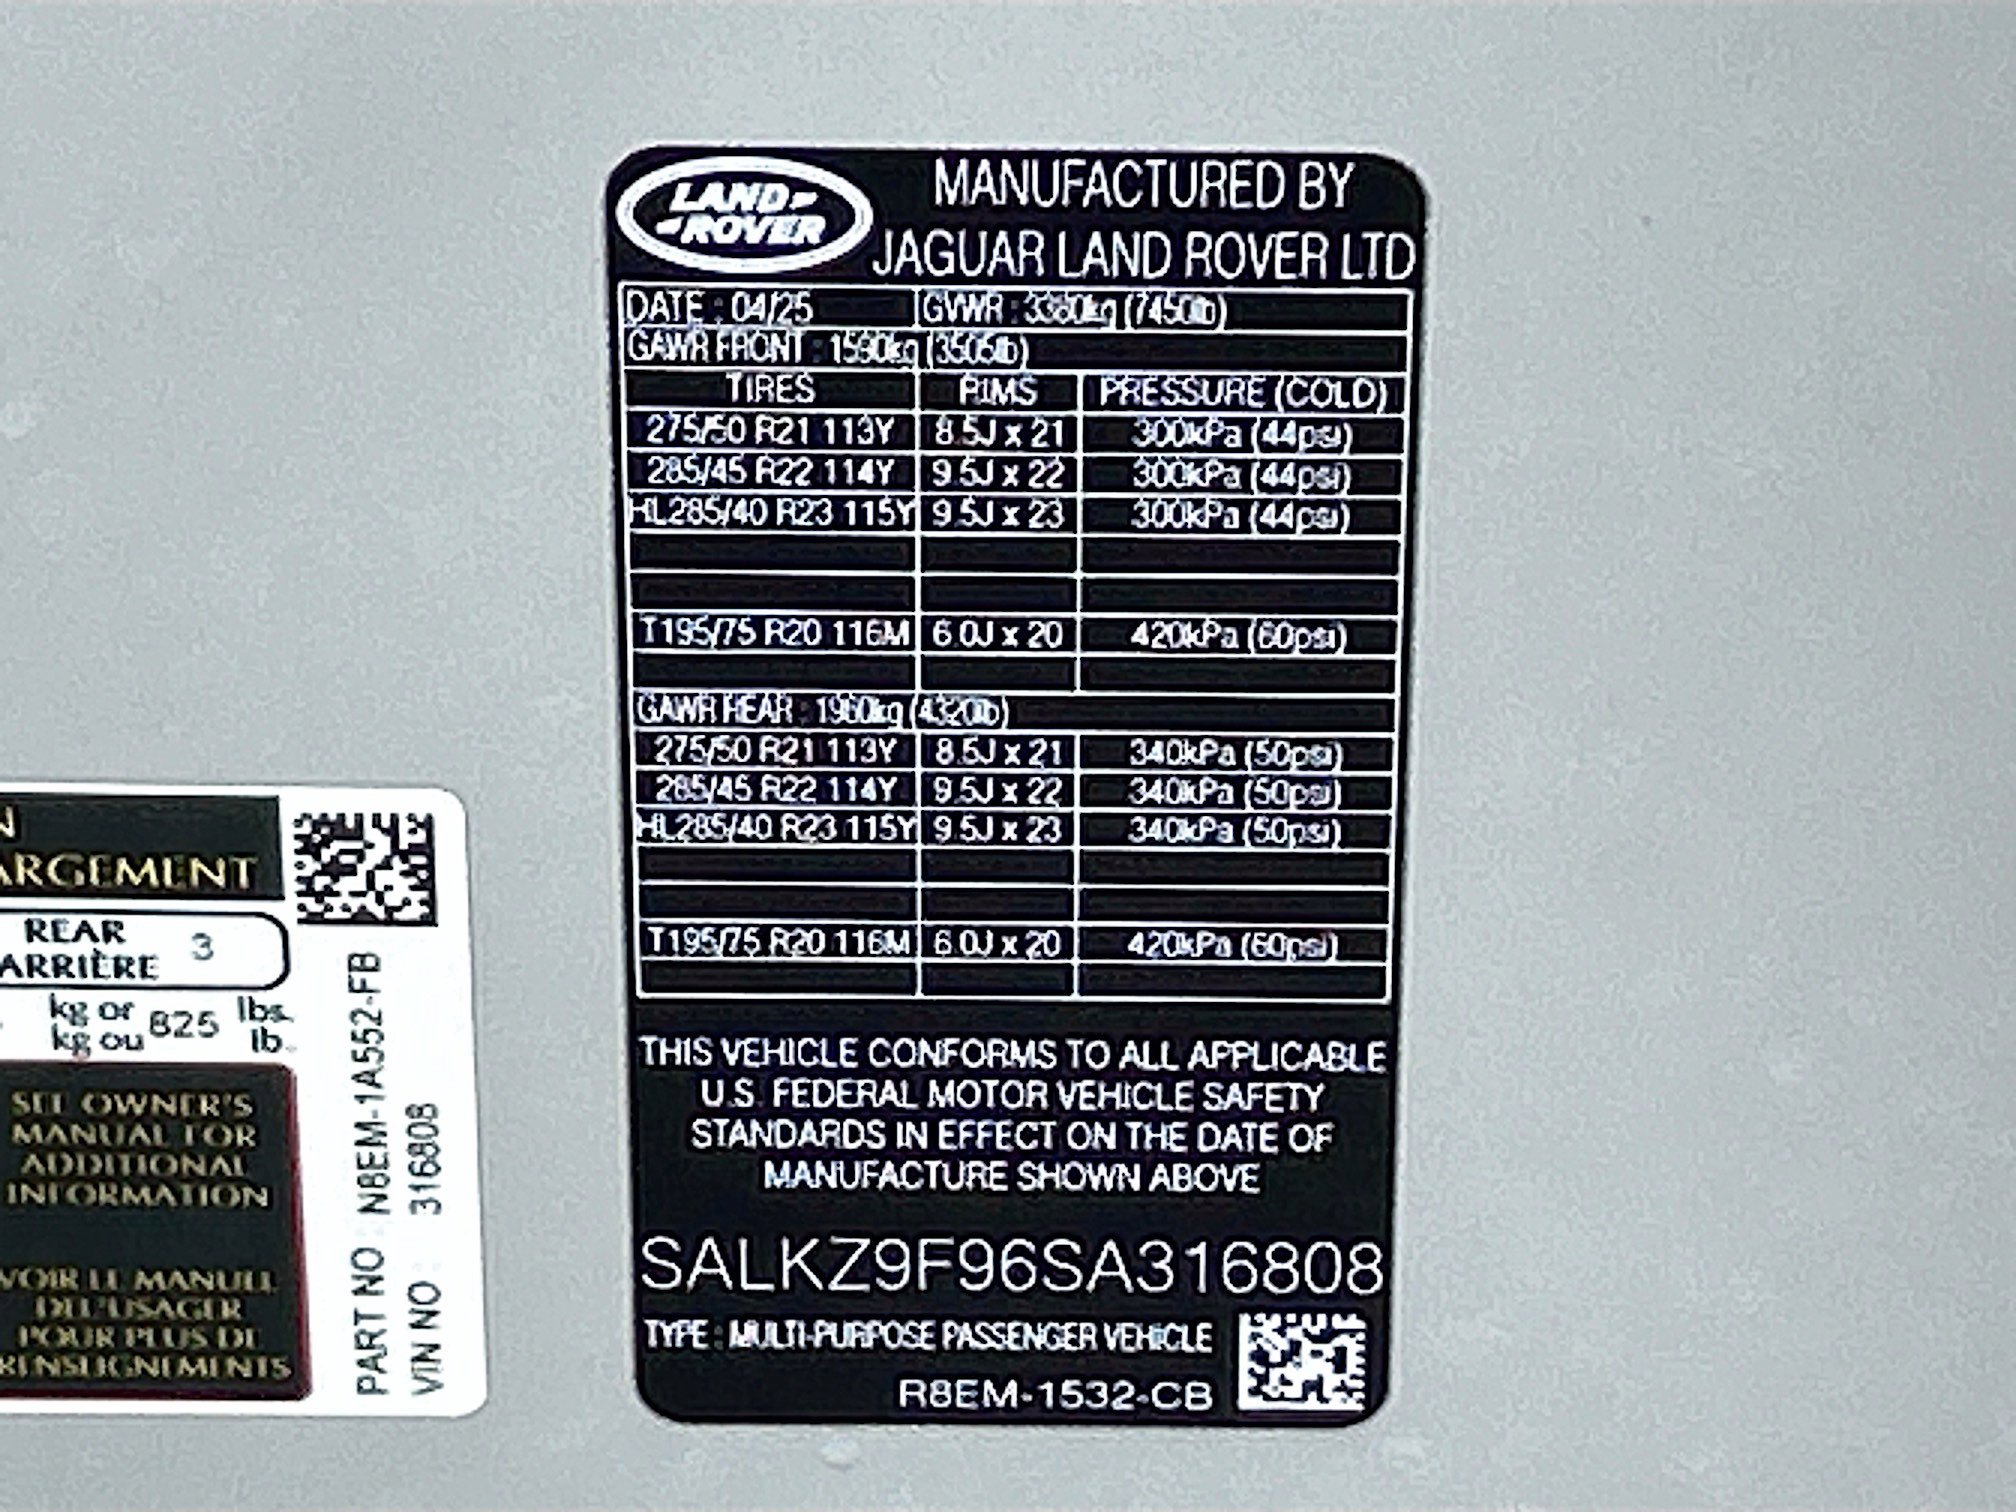 LAND
ROVER
MANUFACTURED BY
JAGUAR LAND ROVER LTD
DATE : 04/25 GVWR : 3380kg (7450lb)
GAWR FRONT : 1590kg (3505lb)
TIRES RIMS PRESSURE (COLD)
275/50 R21 113Y 8.5J x 21 300kPa (44psi)
285/45 R22 114Y 9.5J x 22 300kPa (44psi)
HL285/40 R23 115Y 9.5J x 23 300kPa (44psi)
T195/75 R20 116M 6.0J x 20 420kPa (60psi)
GAWR REAR : 1960kg (4320lb)
275/50 R21 113Y 8.5J x 21 340kPa (50psi)
285/45 R22 114Y 9.5J x 22 340kPa (50psi)
HL285/40 R23 115Y 9.5J x 23 340kPa (50psi)
T195/75 R20 116M 6.0J x 20 420kPa (60psi)
THIS VEHICLE CONFORMS TO ALL APPLICABLE
U.S. FEDERAL MOTOR VEHICLE SAFETY
STANDARDS IN EFFECT ON THE DATE OF
MANUFACTURE SHOWN ABOVE
SALKZ9F96SA316808
TYPE : MULTI-PURPOSE PASSENGER VEHICLE
R8EM-1532-CB
N
ARGEMENT
REAR
ARRIÈRE 3
kg or
kg ou 825 lbs.
lb.
SEE OWNER'S
MANUAL FOR
ADDITIONAL
INFORMATION
VOIR LE MANUEL
DE L'USAGER
POUR PLUS DE
RENSEIGNEMENTS
PART NO : N8EM-1A552-FB
VIN NO : 316808